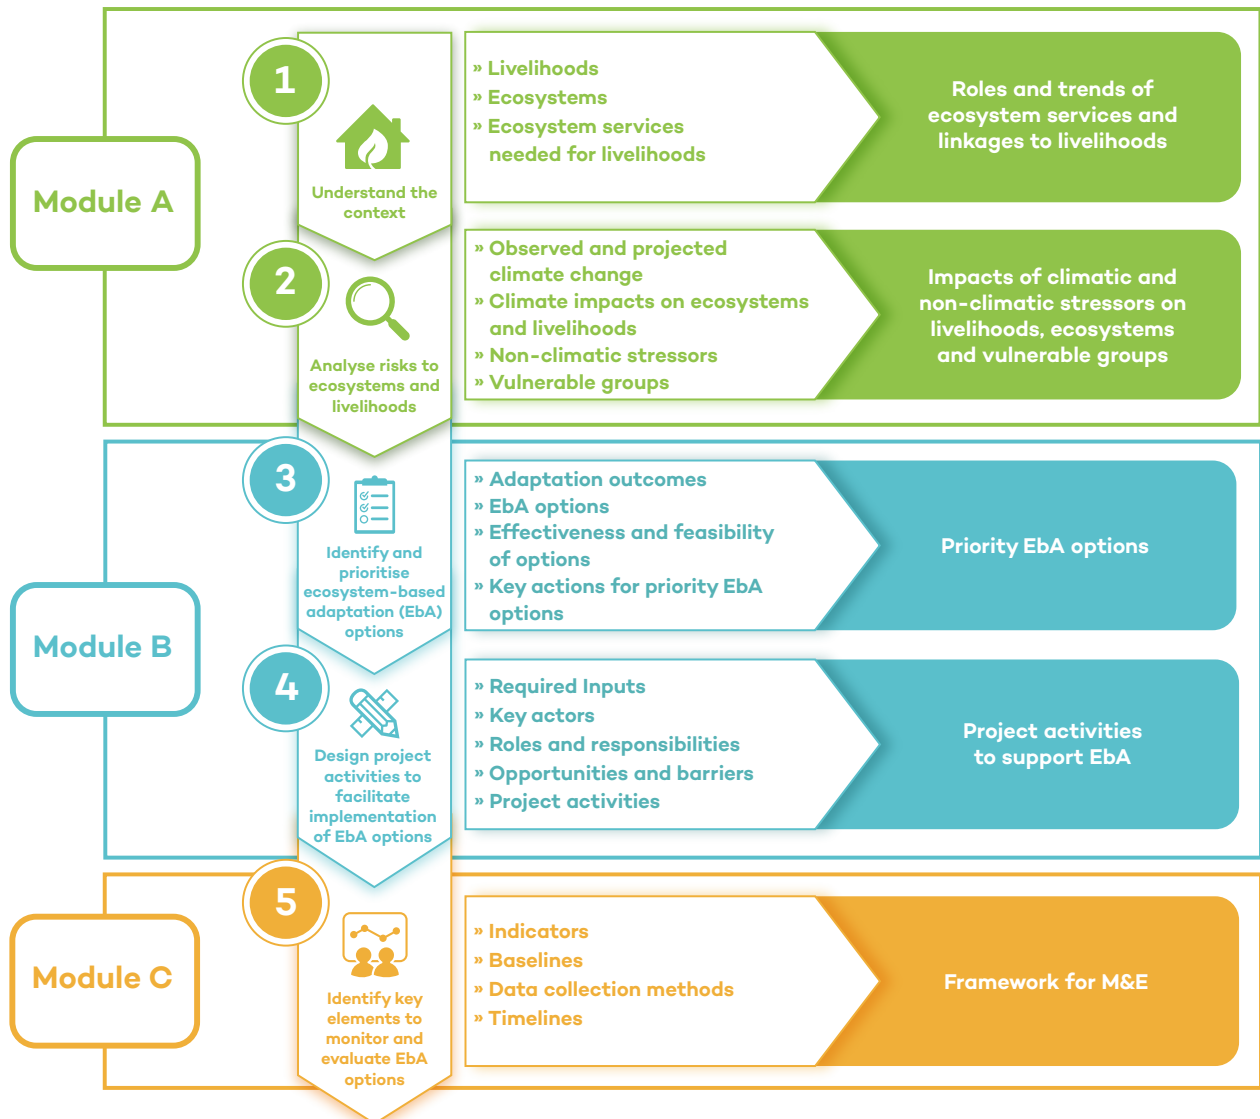 Module A
1
Understand the
context
» Livelihoods
» Ecosystems
» Ecosystem services
needed for livelihoods
Roles and trends of
ecosystem services and
linkages to livelihoods
2
Analyse risks to
ecosystems and
livelihoods
» Observed and projected
climate change
» Climate impacts on ecosystems
and livelihoods
» Non-climatic stressors
» Vulnerable groups
Impacts of climatic and
non-climatic stressors on
livelihoods, ecosystems
and vulnerable groups
Module B
3
Identify and
prioritise
ecosystem-based
adaptation (EbA)
options
» Adaptation outcomes
» EbA options
» Effectiveness and feasibility
of options
» Key actions for priority EbA
options
Priority EbA options
4
Design project
activities to
facilitate
implementation
of EbA options
» Required Inputs
» Key actors
» Roles and responsibilities
» Opportunities and barriers
» Project activities
Project activities
to support EbA
Module C
5
Identify key
elements to
monitor and
evaluate EbA
options
» Indicators
» Baselines
» Data collection methods
» Timelines
Framework for M&E